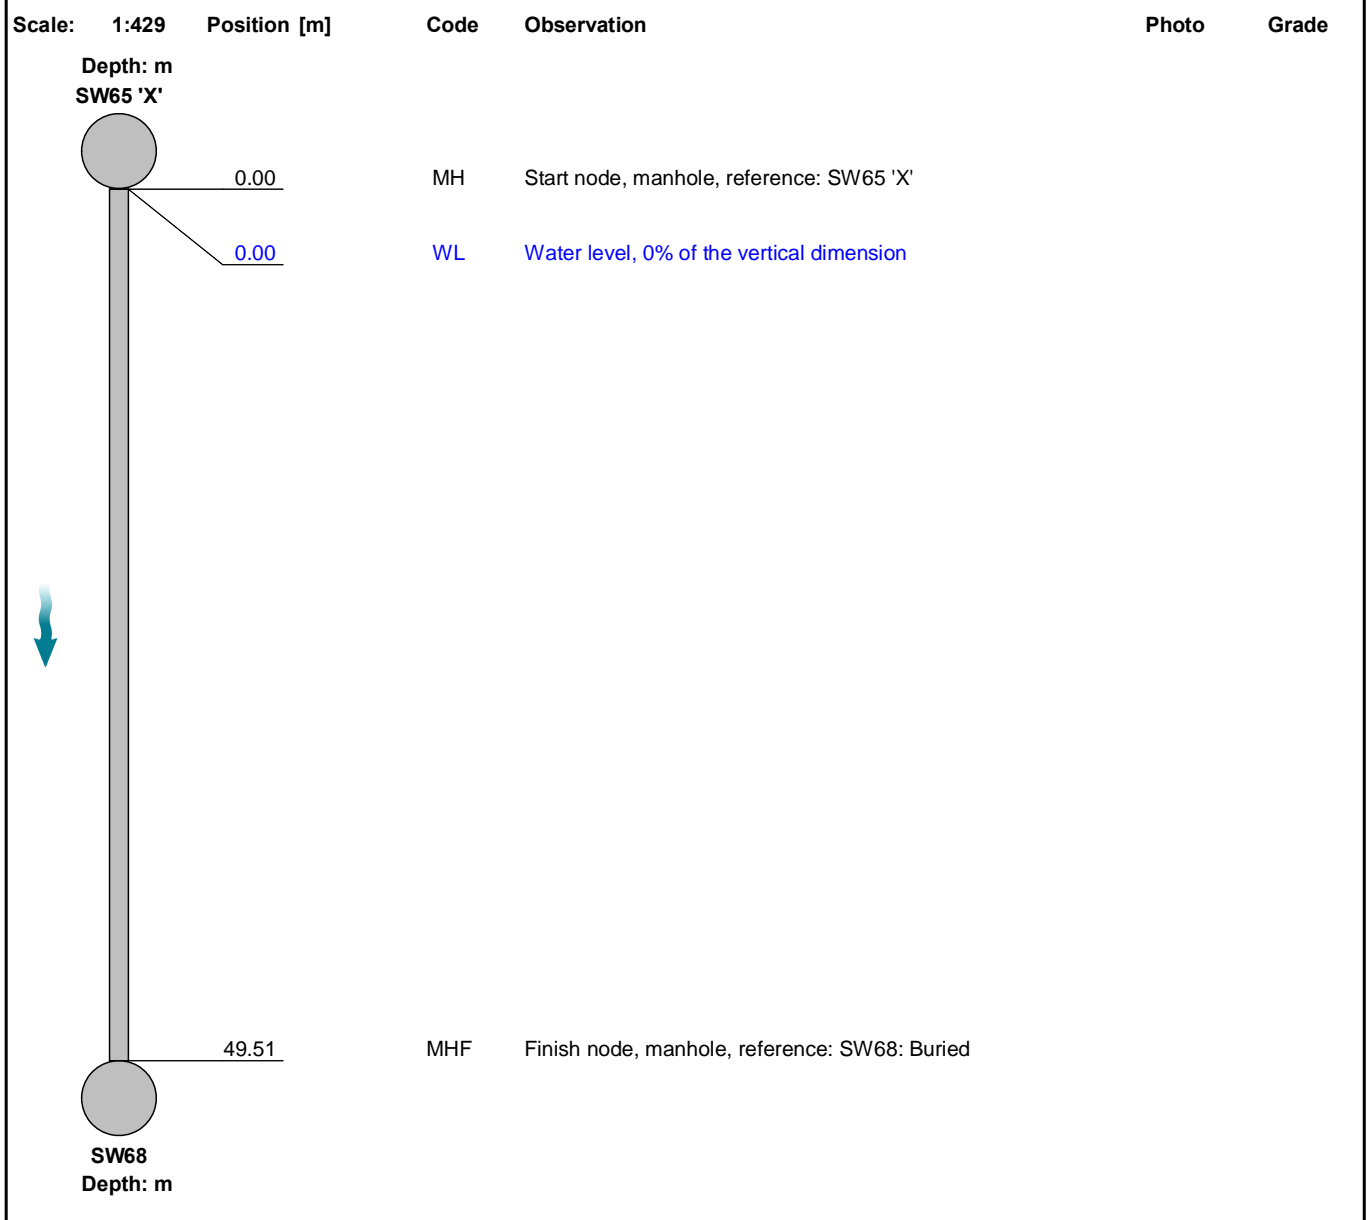 Scale: 1:429 Position [m] Code Observation Photo Grade
Depth: m
SW65 'X'
0.00 MH Start node, manhole, reference: SW65 'X'
0.00 WL Water level, 0% of the vertical dimension
49.51 MHF Finish node, manhole, reference: SW68: Buried
SW68
Depth: m